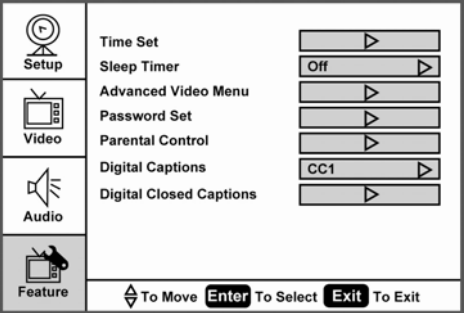 Setup
Video
Audio
Feature
Time Set
Sleep Timer Off
Advanced Video Menu
Password Set
Parental Control
Digital Captions CC1
Digital Closed Captions
To Move Enter To Select Exit To Exit